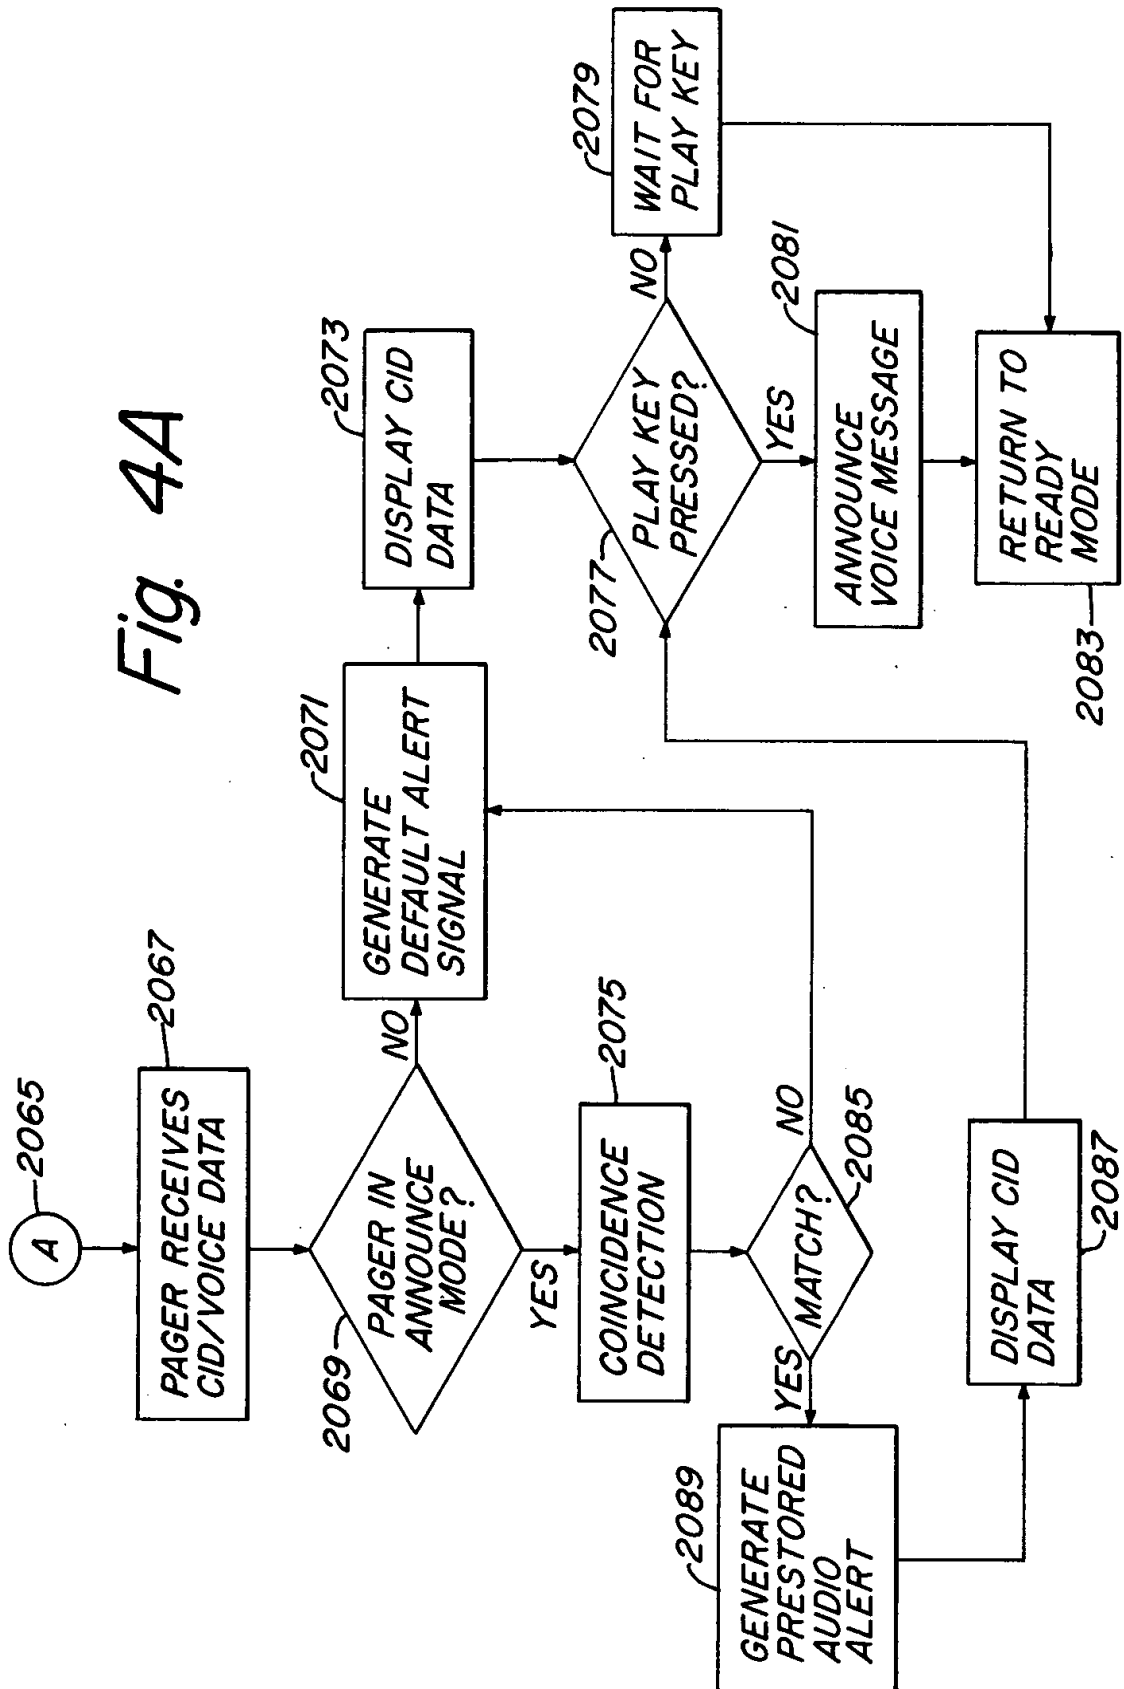 Fig. 4A
A
2065
PAGER RECEIVES
CID/VOICE DATA
2067
PAGER IN
ANNOUNCE
MODE?
2069
NO
YES
GENERATE
DEFAULT ALERT
SIGNAL
2071
DISPLAY CID
DATA
2073
COINCIDENCE
DETECTION
2075
MATCH?
2085
NO
YES
GENERATE
PRESTORED
AUDIO
ALERT
2089
DISPLAY CID
DATA
2087
PLAY KEY
PRESSED?
2077
NO
YES
WAIT FOR
PLAY KEY
2079
ANNOUNCE
VOICE MESSAGE
2081
RETURN TO
READY
MODE
2083